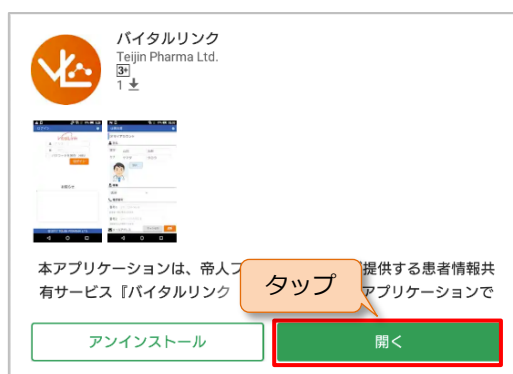 バイタルリンク
Teijin Pharma Ltd.
3+
1
本アプリケーションは、帝人フ
提供する患者情報共
有サービス『バイタルリンク
アプリケーションで
タップ
アンインストール
開く